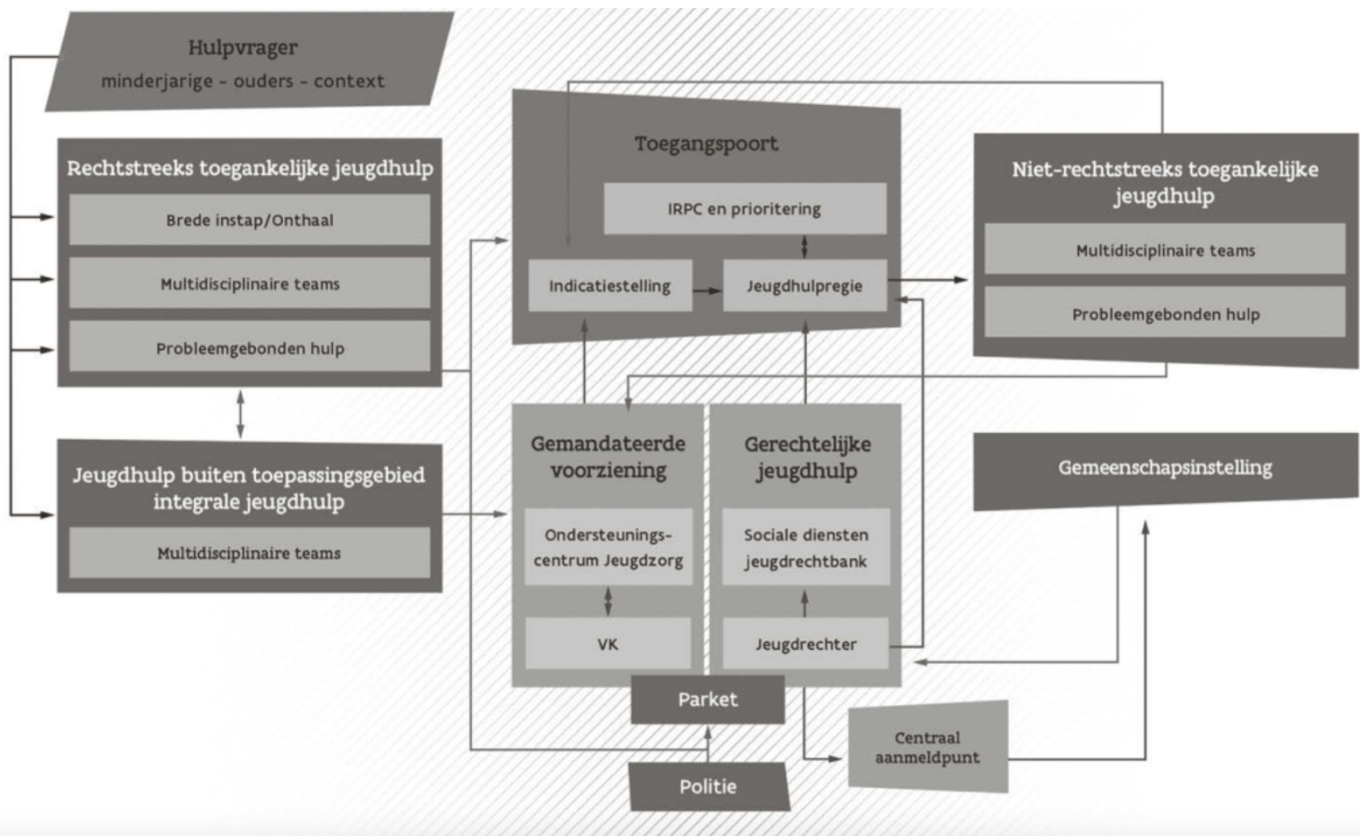 Hulpvrager
minderjarige - ouders - context
Rechtstreeks toegankelijke jeugdhulp
Brede instap/Onthaal
Multidisciplinaire teams
Probleemgebonden hulp
Jeugdhulp buiten toepassingsgebied
integrale jeugdhulp
Multidisciplinaire teams
Toegangspoort
IRPC en prioritering
Indicatiestelling
Jeugdhulpregie
Niet-rechtstreeks toegankelijke
jeugdhulp
Multidisciplinaire teams
Probleemgebonden hulp
Gemandateerde
voorziening
Ondersteunings-
centrum Jeugdzorg
VK
Gerechtelijke
jeugdhulp
Sociale diensten
jeugdrechtbank
Jeugdrechter
Gemeenschapsinstelling
Parket
Politie
Centraal
aanmeldpunt